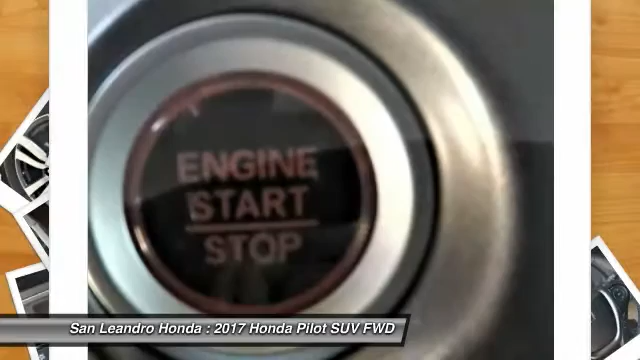 ENGINE
START
STOP
San Leandro Honda : 2017 Honda Pilot SUV FWD